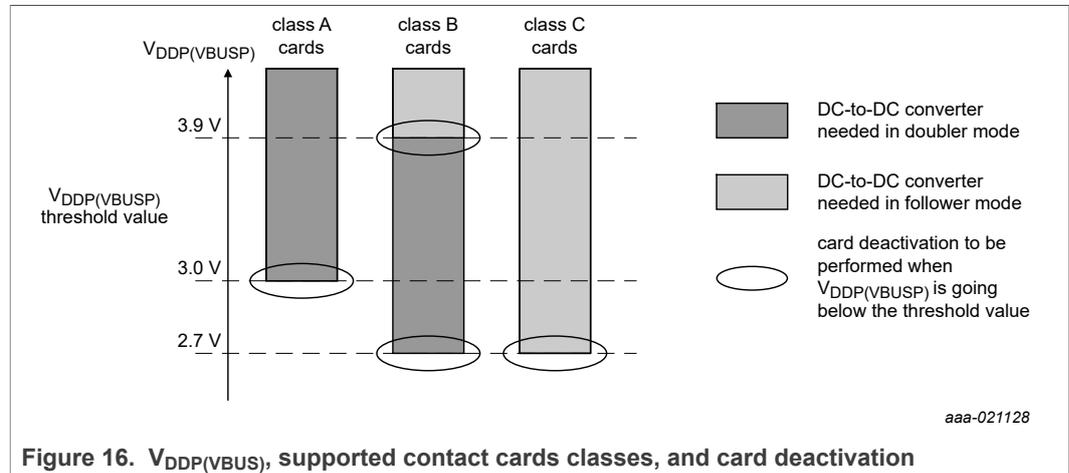 class A
cards
class B
cards
class C
cards
VDDP(VBUSP)
3.9 V
VDDP(VBUSP)
threshold value
3.0 V
2.7 V
DC-to-DC converter
needed in doubler mode
DC-to-DC converter
needed in follower mode
card deactivation to be
performed when
VDDP(VBUSP) is going
below the threshold value
aaa-021128
Figure 16. VDDP(VBUS), supported contact cards classes, and card deactivation